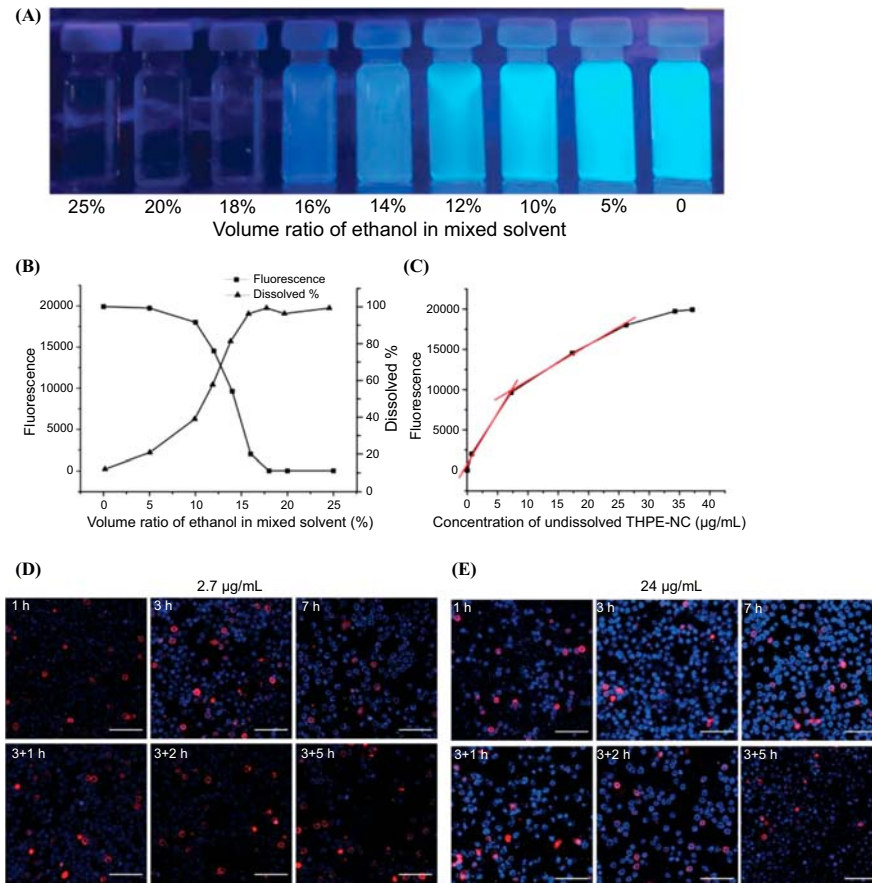 (A)
25% 20% 18% 16% 14% 12% 10% 5% 0
Volume ratio of ethanol in mixed solvent
(B)
Fluorescence
Dissolved %
20000
15000
10000
5000
0
Fluorescence
100
80
60
40
20
0
Dissolved %
0 5 10 15 20 25
Volume ratio of ethanol in mixed solvent (%)
(C)
20000
15000
10000
5000
0
Fluorescence
0 5 10 15 20 25 30 35 40
Concentration of undissolved THPE-NC (µg/mL)
(D)
2.7 µg/mL
1 h 3 h 7 h
3+1 h 3+2 h 3+5 h
(E)
24 µg/mL
1 h 3 h 7 h
3+1 h 3+2 h 3+5 h